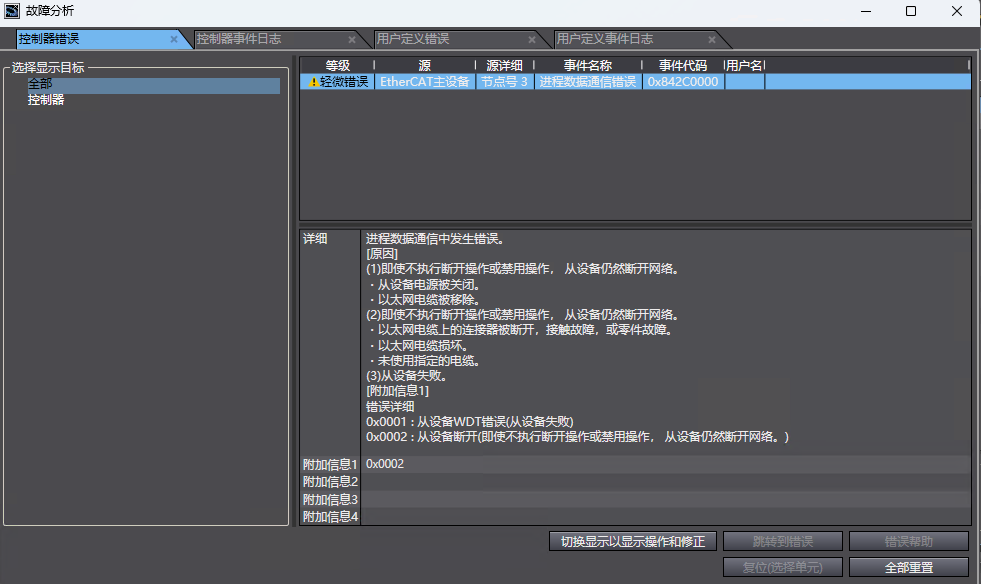 故障分析
控制器错误
控制器事件日志
用户定义错误
用户定义事件日志
选择显示目标
全部
控制器
等级 源 源详细 事件名称 事件代码 用户名
轻微错误 EtherCAT主设备 节点号 3 进程数据通信错误 0x842C0000
详细
进程数据通信中发生错误。
[原因]
(1)即使不执行断开操作或禁用操作， 从设备仍然断开网络。
・从设备电源被关闭。
・以太网电缆被移除。
(2)即使不执行断开操作或禁用操作， 从设备仍然断开网络。
・以太网电缆上的连接器被断开，接触故障，或零件故障。
・以太网电缆损坏。
・未使用指定的电缆。
(3)从设备失败。
[附加信息1]
错误详细
0x0001 : 从设备WDT错误(从设备失败)
0x0002 : 从设备断开(即使不执行断开操作或禁用操作， 从设备仍然断开网络。)
附加信息1 0x0002
附加信息2
附加信息3
附加信息4
切换显示以显示操作和修正 跳转到错误 错误帮助
复位(选择单元) 全部重置